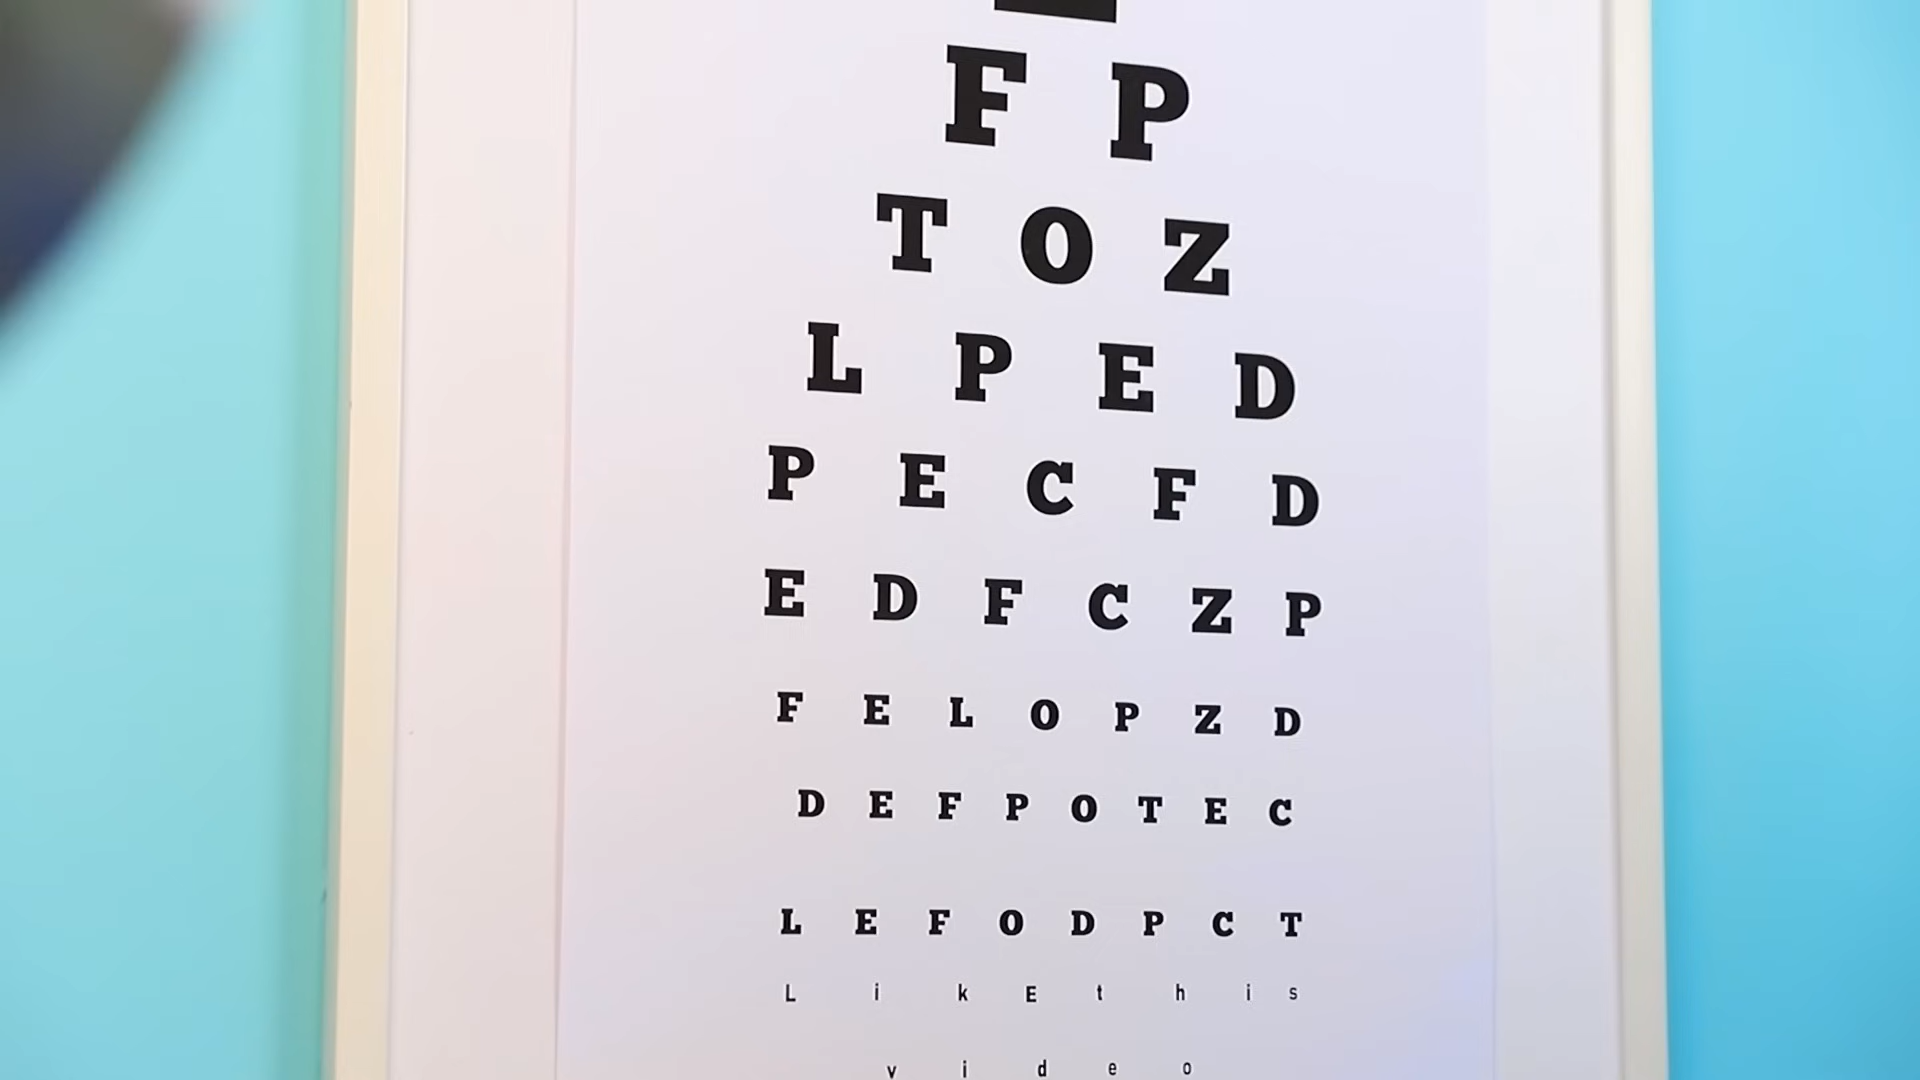 F P
T O Z
L P E D
P E C F D
E D F C Z P
F E L O P Z D
D E F P O T E C
L E F O D P C T
L i k E t h i s
v i d e o